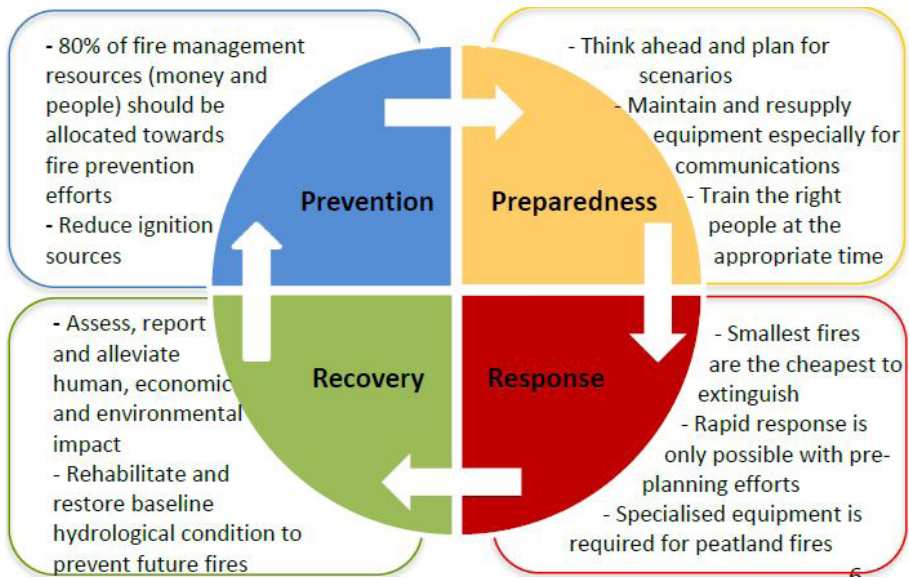 - 80% of fire management
resources (money and
people) should be
allocated towards
fire prevention
efforts
- Reduce ignition
sources
Prevention
- Think ahead and plan for
scenarios
- Maintain and resupply
equipment especially for
communications
- Train the right
people at the
appropriate time
Preparedness
- Assess, report
and alleviate
human, economic
and environmental
impact
- Rehabilitate and
restore baseline
hydrological condition to
prevent future fires
Recovery
Response
- Smallest fires
are the cheapest to
extinguish
- Rapid response is
only possible with pre-
planning efforts
- Specialised equipment is
required for peatland fires
6